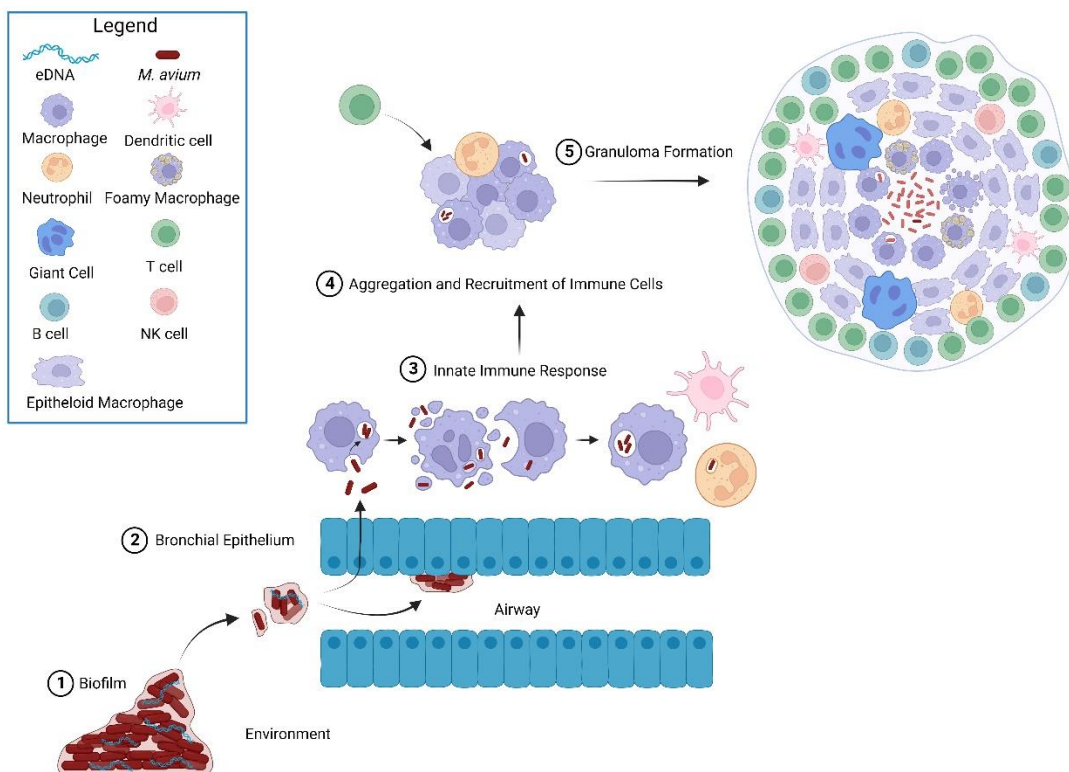 Legend
eDNA
M. avium
Macrophage
Dendritic cell
Neutrophil
Foamy Macrophage
Giant Cell
T cell
B cell
NK cell
Epitheloid Macrophage
5 Granuloma Formation
4 Aggregation and Recruitment of Immune Cells
3 Innate Immune Response
2 Bronchial Epithelium
Airway
1 Biofilm
Environment